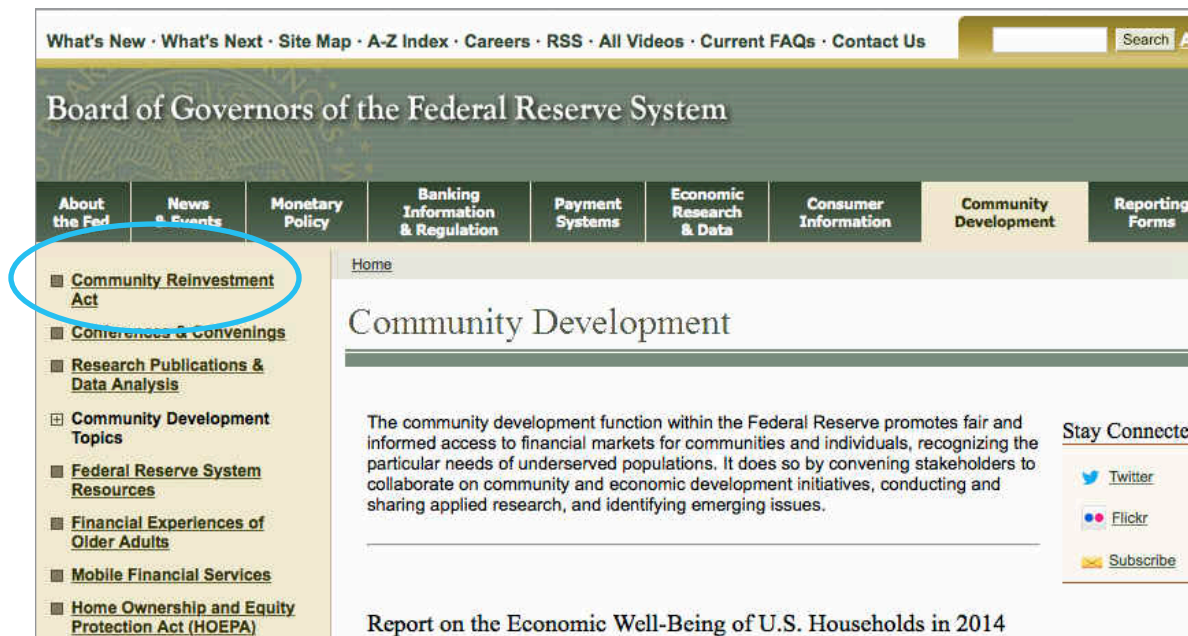 What's New · What's Next · Site Map · A-Z Index · Careers · RSS · All Videos · Current FAQs · Contact Us
Search
Board of Governors of the Federal Reserve System
About
the Fed
News
& Events
Monetary
Policy
Banking
Information
& Regulation
Payment
Systems
Economic
Research
& Data
Consumer
Information
Community
Development
Reporting
Forms
Community Reinvestment
Act
Conferences & Convenings
Research Publications &
Data Analysis
Community Development
Topics
Federal Reserve System
Resources
Financial Experiences of
Older Adults
Mobile Financial Services
Home Ownership and Equity
Protection Act (HOEPA)
Home
Community Development
The community development function within the Federal Reserve promotes fair and
informed access to financial markets for communities and individuals, recognizing the
particular needs of underserved populations. It does so by convening stakeholders to
collaborate on community and economic development initiatives, conducting and
sharing applied research, and identifying emerging issues.
Report on the Economic Well-Being of U.S. Households in 2014
Stay Connecte
Twitter
Flickr
Subscribe